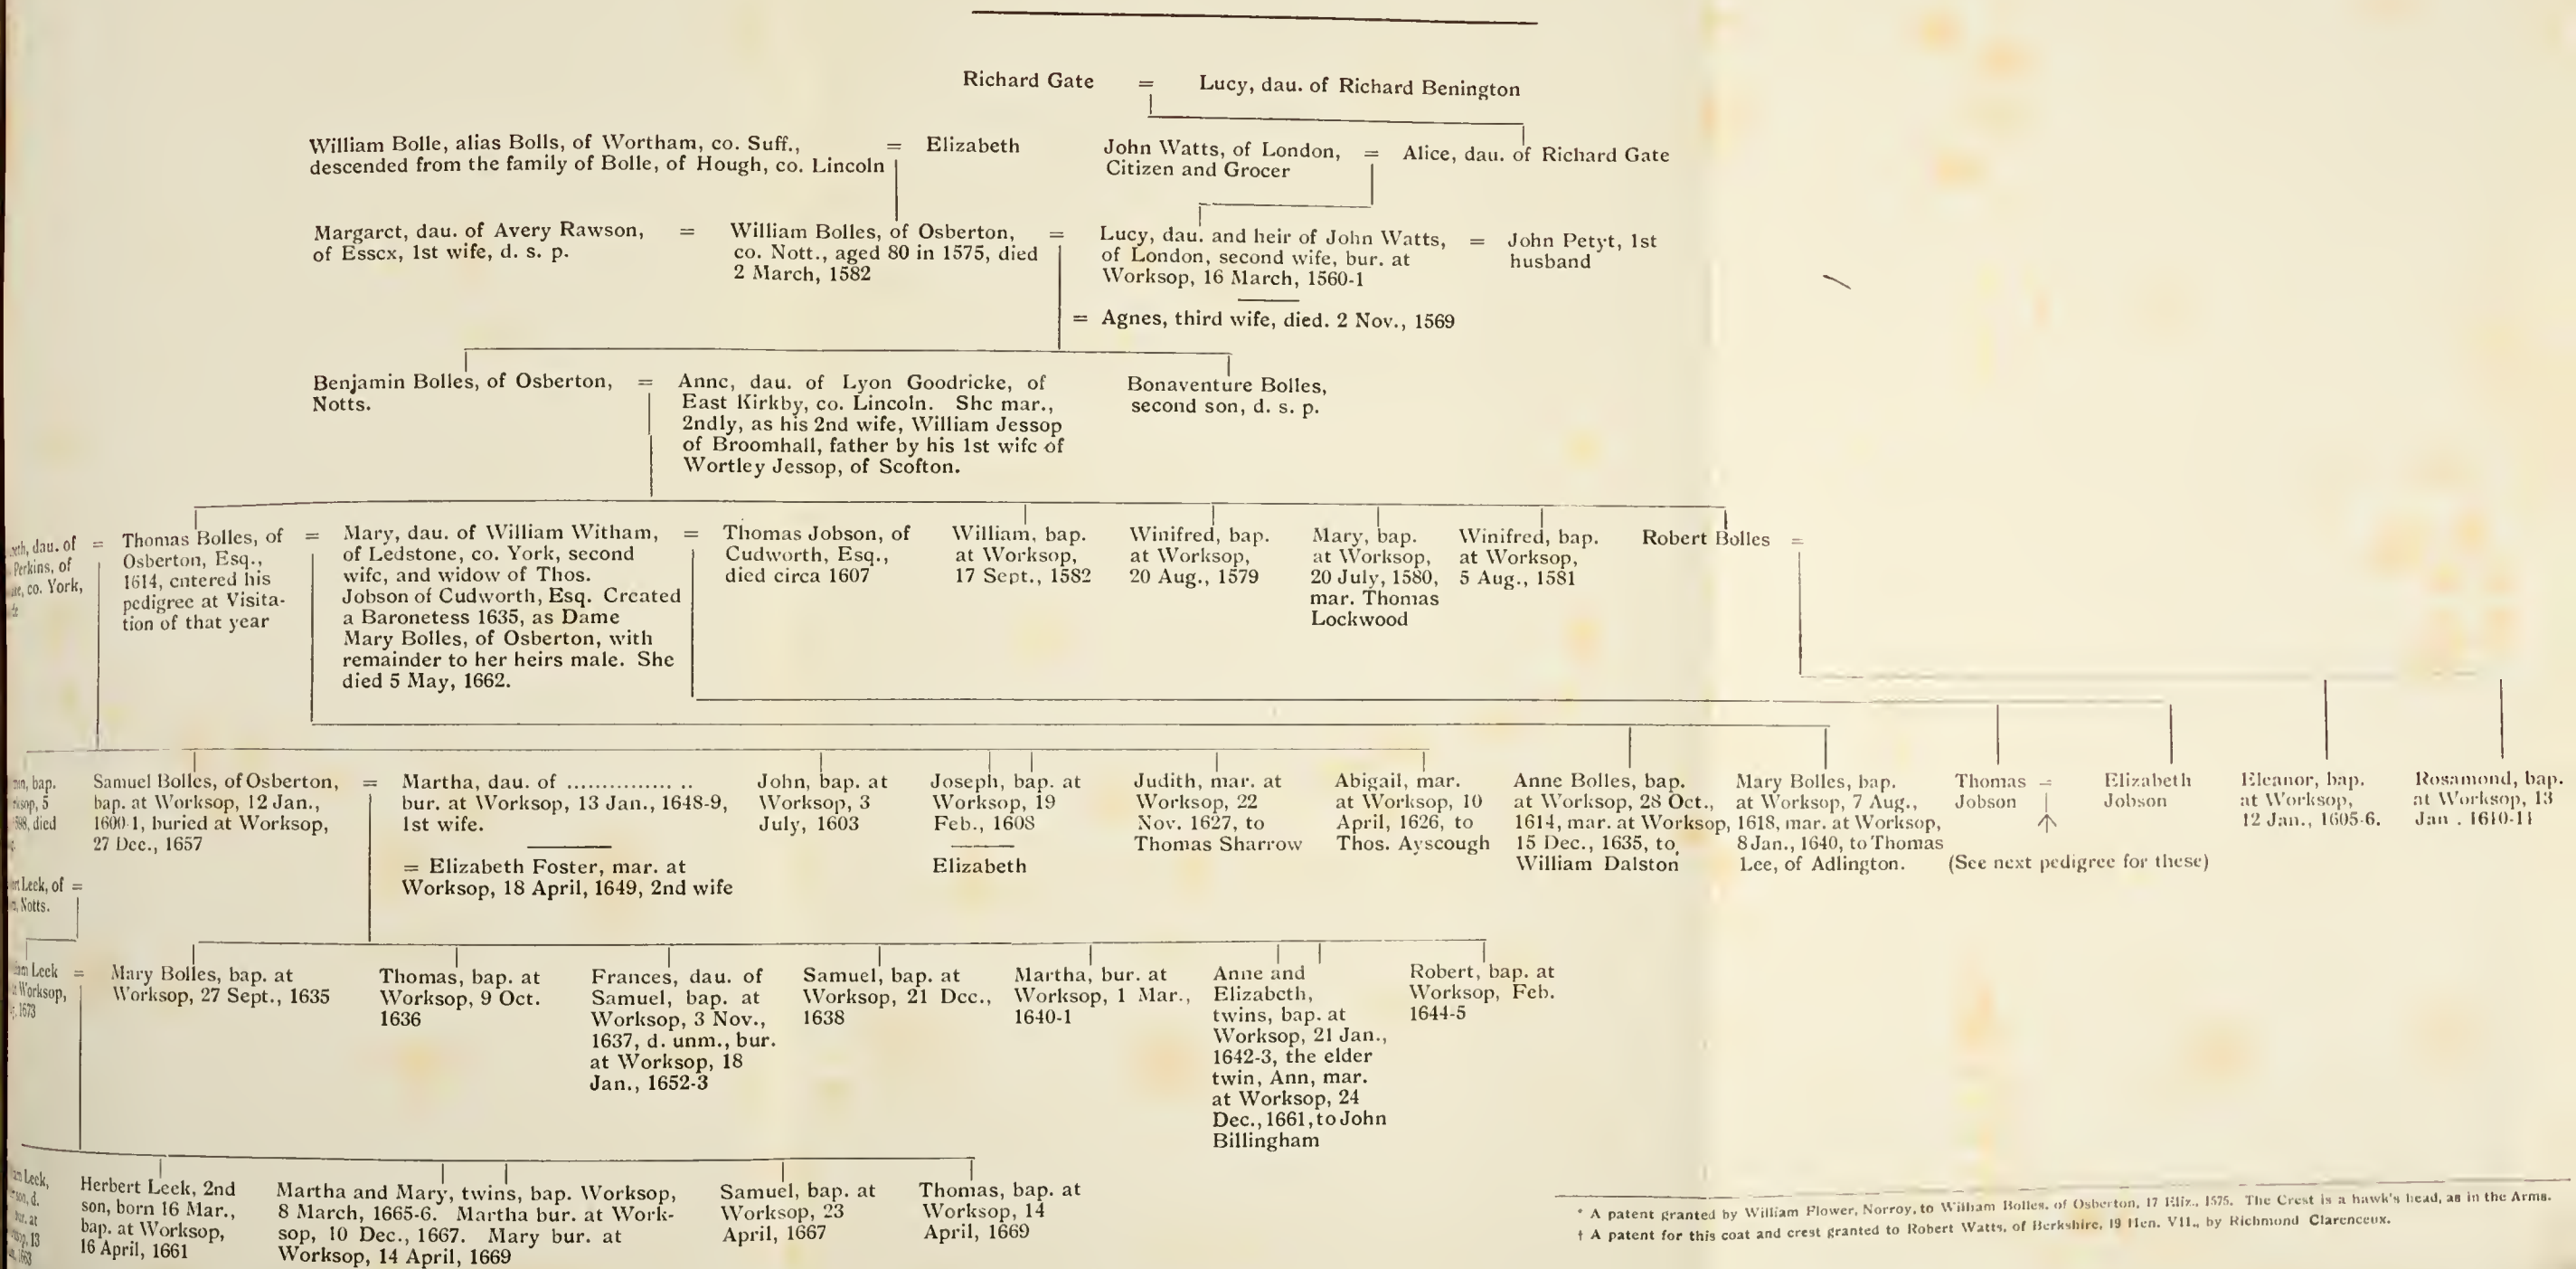 Richard Gate = Lucy, dau. of Richard Benington
William Bolle, alias Bolls, of Wortham, co. Suff.,
descended from the family of Bolle, of Hough, co. Lincoln
= Elizabeth
John Watts, of London,
Citizen and Grocer
= Alice, dau. of Richard Gate
Margaret, dau. of Avery Rawson,
of Essex, 1st wife, d. s. p.
=
William Bolles, of Osberton,
co. Nott., aged 80 in 1575, died
2 March, 1582
=
Lucy, dau. and heir of John Watts,
of London, second wife, bur. at
Worksop, 16 March, 1560-1
=
John Petyt, 1st
husband
= Agnes, third wife, died. 2 Nov., 1569
Benjamin Bolles, of Osberton,
Notts.
=
Anne, dau. of Lyon Goodricke, of
East Kirkby, co. Lincoln. She mar.,
2ndly, as his 2nd wife, William Jessop
of Broomhall, father by his 1st wife of
Wortley Jessop, of Scofton.
Bonaventure Bolles,
second son, d. s. p.
dau. of
Perkins, of
co. York,
=
Thomas Bolles, of
Osberton, Esq.,
1614, entered his
pedigree at Visita-
tion of that year
=
Mary, dau. of William Witham,
of Ledstone, co. York, second
wife, and widow of Thos.
Jobson of Cudworth, Esq. Created
a Baronetess 1635, as Dame
Mary Bolles, of Osberton, with
remainder to her heirs male. She
died 5 May, 1662.
=
Thomas Jobson, of
Cudworth, Esq.,
died circa 1607
William, bap.
at Worksop,
17 Sept., 1582
Winifred, bap.
at Worksop,
20 Aug., 1579
Mary, bap.
at Worksop,
20 July, 1580,
mar. Thomas
Lockwood
Winifred, bap.
at Worksop,
5 Aug., 1581
Robert Bolles =
bap.
5
died
Samuel Bolles, of Osberton,
bap. at Worksop, 12 Jan.,
1600-1, buried at Worksop,
27 Dec., 1657
=
Martha, dau. of .................
bur. at Worksop, 13 Jan., 1648-9,
1st wife.
= Elizabeth Foster, mar. at
Worksop, 18 April, 1649, 2nd wife
John, bap. at
Worksop, 3
July, 1603
Joseph, bap. at
Worksop, 19
Feb., 1608
Elizabeth
Judith, mar. at
Worksop, 22
Nov. 1627, to
Thomas Sharrow
Abigail, mar.
at Worksop, 10
April, 1626, to
Thos. Ayscough
Anne Bolles, bap.
at Worksop, 28 Oct.,
1614, mar. at Worksop,
15 Dec., 1635, to
William Dalston
Mary Bolles, bap.
at Worksop, 7 Aug.,
1618, mar. at Worksop,
8 Jan., 1640, to Thomas
Lee, of Adlington.
Thomas =
Jobson
Elizabeth
Jobson
(See next pedigree for these)
Eleanor, bap.
at Worksop,
12 Jan., 1605-6.
Rosamond, bap.
at Worksop, 13
Jan. 1610-11
Leek, of =
Notts.
Leek =
Worksop,
1673
Mary Bolles, bap. at
Worksop, 27 Sept., 1635
Thomas, bap. at
Worksop, 9 Oct.
1636
Frances, dau. of
Samuel, bap. at
Worksop, 3 Nov.,
1637, d. unm., bur.
at Worksop, 18
Jan., 1652-3
Samuel, bap. at
Worksop, 21 Dec.,
1638
Martha, bur. at
Worksop, 1 Mar.,
1640-1
Anne and
Elizabeth,
twins, bap. at
Worksop, 21 Jan.,
1642-3, the elder
twin, Ann, mar.
at Worksop, 24
Dec., 1661, to John
Billingham
Robert, bap. at
Worksop, Feb.
1644-5
Leek,
d.
bur. at
13
Herbert Leek, 2nd
son, born 16 Mar.,
bap. at Worksop,
16 April, 1661
Martha and Mary, twins, bap. Worksop,
8 March, 1665-6. Martha bur. at Work-
sop, 10 Dec., 1667. Mary bur. at
Worksop, 14 April, 1669
Samuel, bap. at
Worksop, 23
April, 1667
Thomas, bap. at
Worksop, 14
April, 1669
* A patent granted by William Flower, Norroy, to William Bolles, of Osberton, 17 Eliz., 1575. The Crest is a hawk's head, as in the Arms.
† A patent for this coat and crest granted to Robert Watts, of Berkshire, 19 Hen. VII., by Richmond Clarenceux.